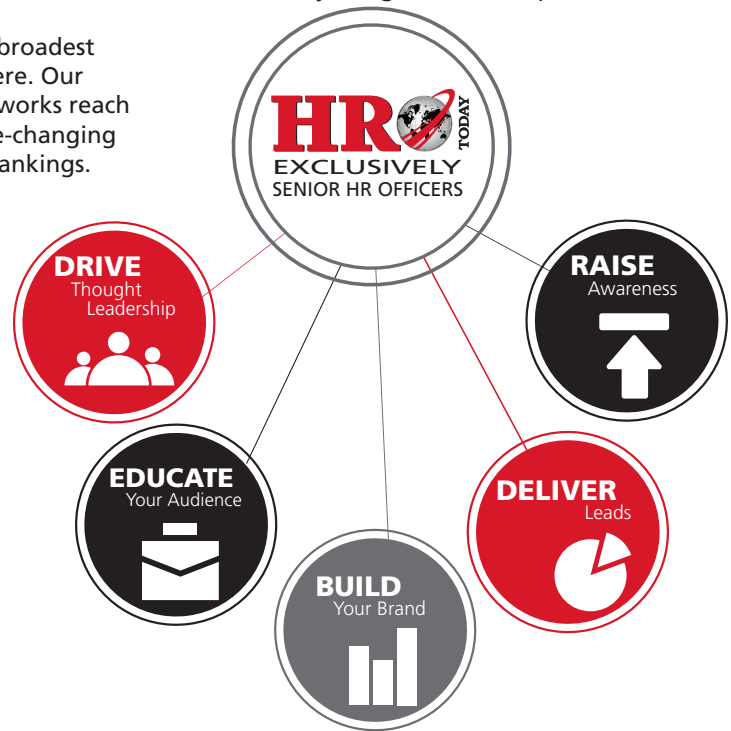 broadest
ere. Our
works reach
e-changing
ankings.
HRO
TODAY
EXCLUSIVELY
SENIOR HR OFFICERS
DRIVE
Thought
Leadership
RAISE
Awareness
EDUCATE
Your Audience
DELIVER
Leads
BUILD
Your Brand